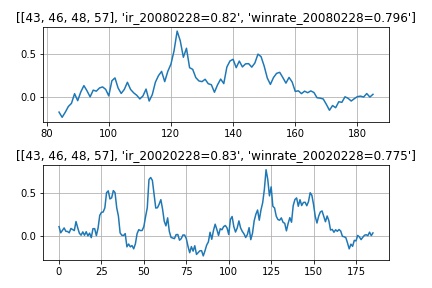 [[43, 46, 48, 57], 'ir_20080228=0.82', 'winrate_20080228=0.796']
0.5
0.0
80 100 120 140 160 180
[[43, 46, 48, 57], 'ir_20020228=0.83', 'winrate_20020228=0.775']
0.5
0.0
0 25 50 75 100 125 150 175